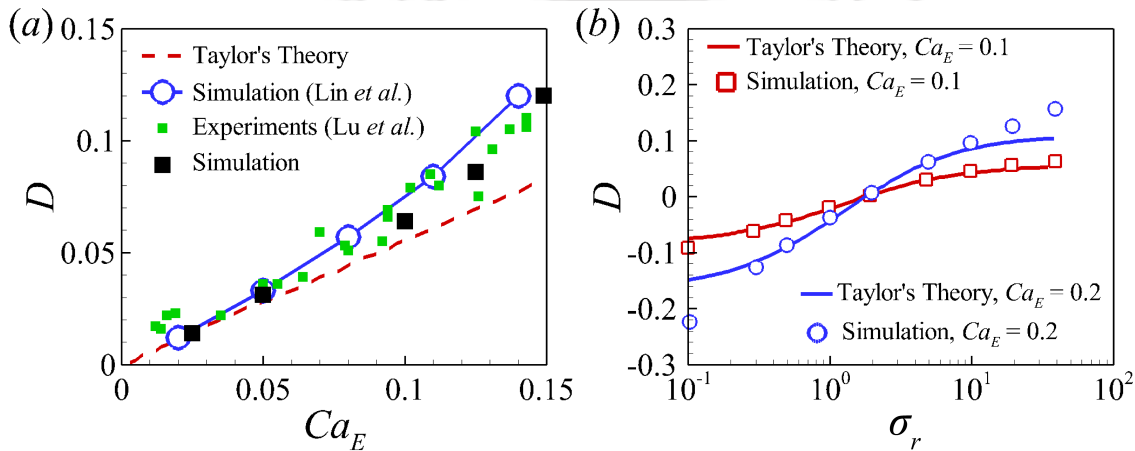 (a)
0.15
0.1
0.05
0
D
Taylor's Theory
Simulation (Lin et al.)
Experiments (Lu et al.)
Simulation
0
0.05
0.1
0.15
Ca_E
(b)
0.3
0.2
0.1
0
-0.1
-0.2
-0.3
D
Taylor's Theory, Ca_E = 0.1
Simulation, Ca_E = 0.1
Taylor's Theory, Ca_E = 0.2
Simulation, Ca_E = 0.2
10^-1
10^0
10^1
10^2
σ_r